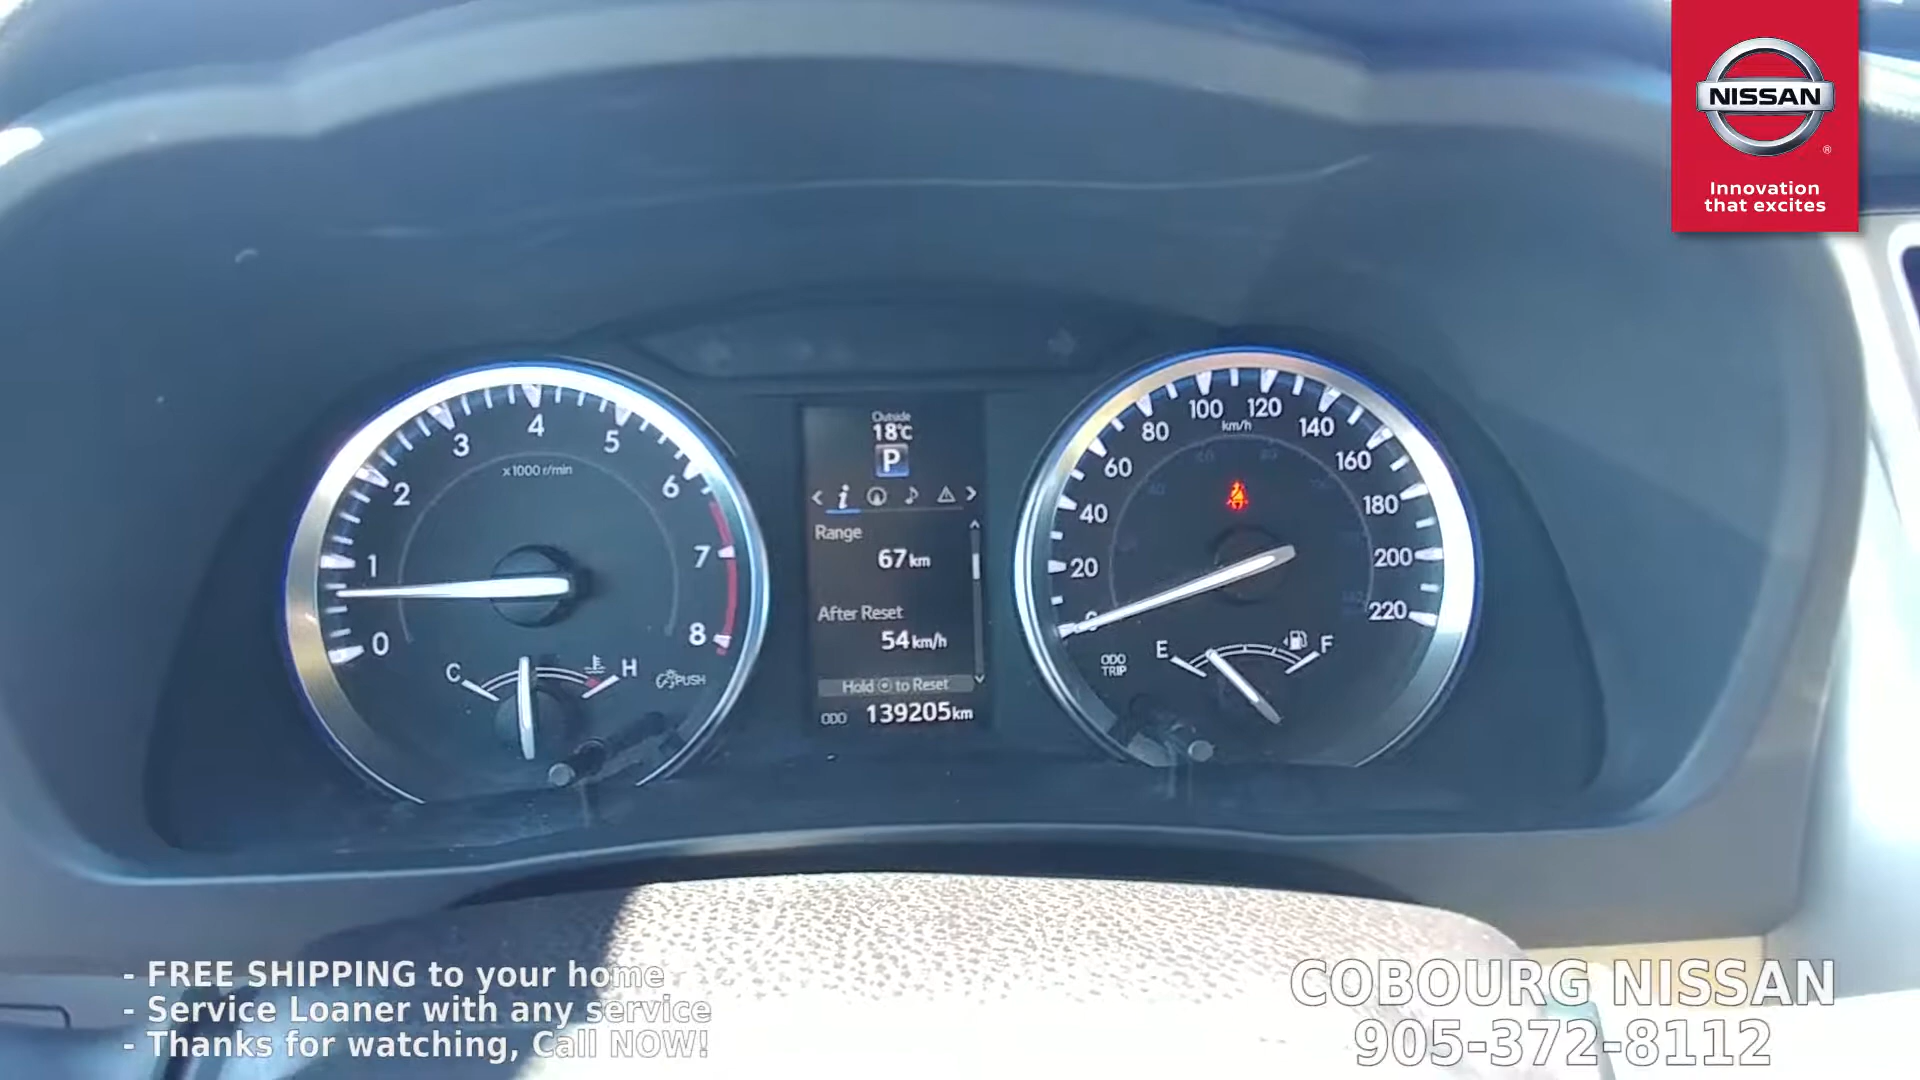 NISSAN
®
Innovation
that excites
0
1
2
3
4
5
6
7
8
x1000 r/min
C
H
PUSH
Outside
18°C
P
i
Range
67 km
After Reset
54 km/h
Hold to Reset
ODO 139205 km
20
40
60
80
100
120
140
160
180
200
220
km/h
ODO
TRIP
E
F
- FREE SHIPPING to your home
- Service Loaner with any service
- Thanks for watching, Call NOW!
COBOURG NISSAN
905-372-8112